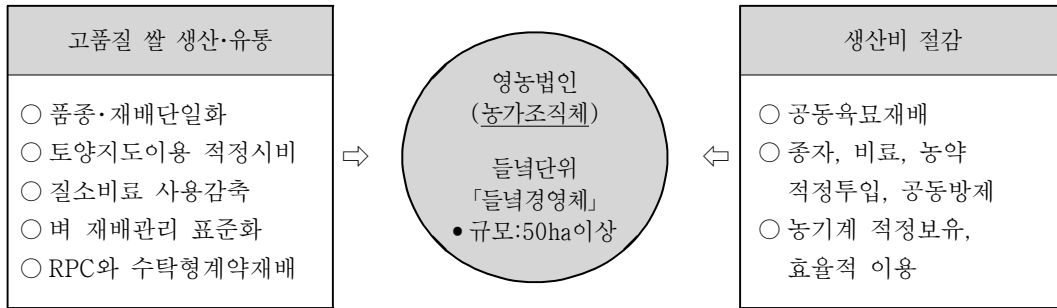 고품질 쌀 생산•유통
○ 품종•재배단일화
○ 토양지도이용 적정시비
○ 질소비료 사용감축
○ 벼 재배관리 표준화
○ RPC와 수탁형계약재배
⇨
영농법인
(농가조직체)
들녘단위
「들녘경영체」
• 규모:50ha이상
⇦
생산비 절감
○ 공동육묘재배
○ 종자, 비료, 농약
적정투입, 공동방제
○ 농기계 적정보유,
효율적 이용